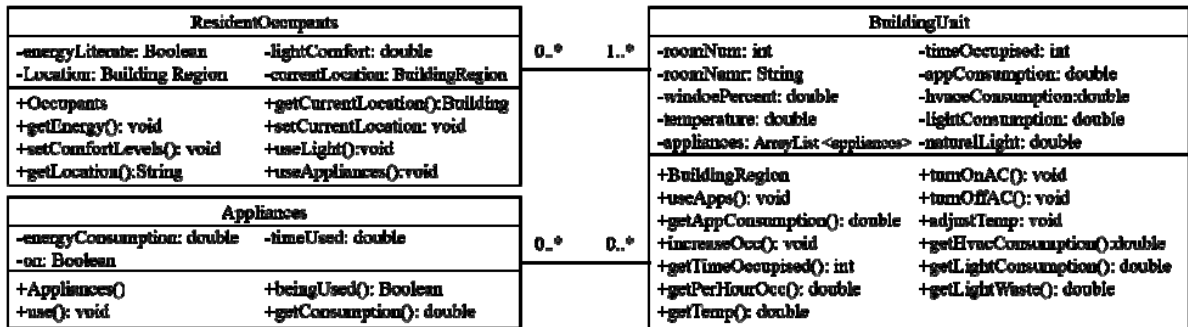 ResidentOccupants
-energyLiterate: Boolean -lightComfort: double
-Location: Building Region -currentLocation: BuildingRegion
+Occupants +getCurrentLocation():Building
+getEnergy(): void +setCurrentLocation: void
+setComfortLevels(): void +useLight():void
+getLocation():String +useAppliances():void
Appliances
-energyConsumption: double -timeUsed: double
-on: Boolean
+Appliances() +beingUsed(): Boolean
+use(): void +getConsumption(): double
0..* 1..*
0..* 0..*
BuildingUnit
-roomNum: int -timeOccupised: int
-roomNamr: String -appConsumption: double
-windoePercent: double -hvaceConsumption:double
-temperature: double -lightConsumption: double
-appliances: ArrayList <appliances> -naturalLight: double
+BuildingRegion +turnOnAC(): void
+useApps(): void +turnOffAC(): void
+getAppConsumption(): double +adjustTemp: void
+increaseOcc(): void +getHvacConsumption():double
+getTimeOccupised(): int +getLightConsumption(): double
+getPerHourOcc(): double +getLightWaste(): double
+getTemp(): double